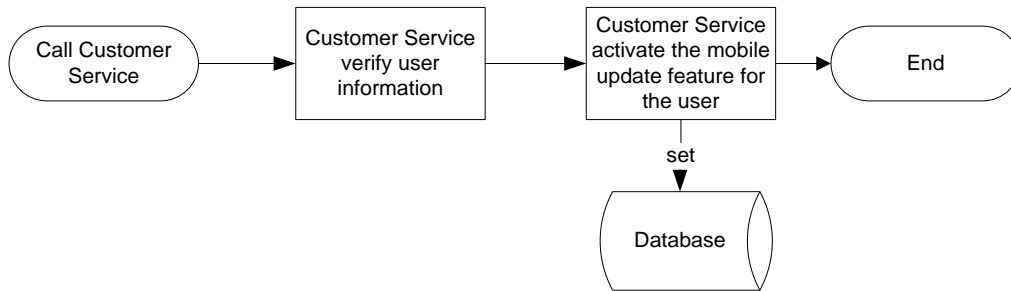 Call Customer
Service
Customer Service
verify user
information
Customer Service
activate the mobile
update feature for
the user
End
set
Database